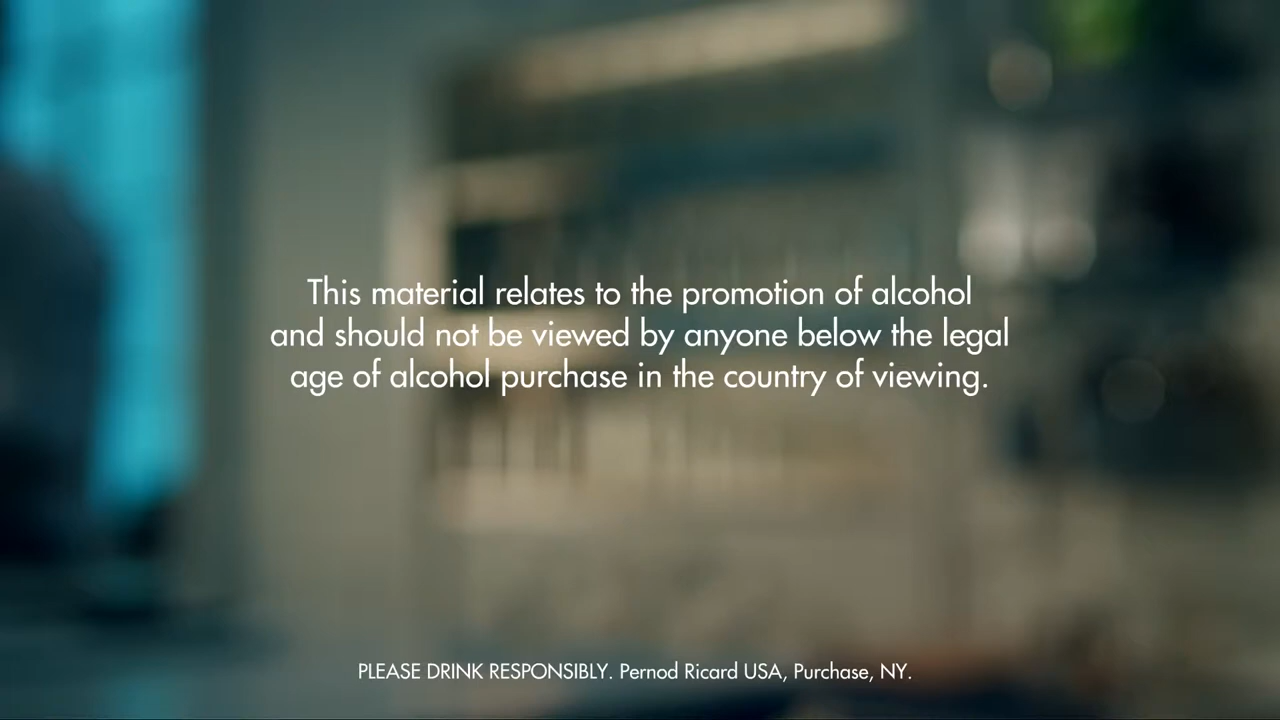 This material relates to the promotion of alcohol
and should not be viewed by anyone below the legal
age of alcohol purchase in the country of viewing.
PLEASE DRINK RESPONSIBLY. Pernod Ricard USA, Purchase, NY.